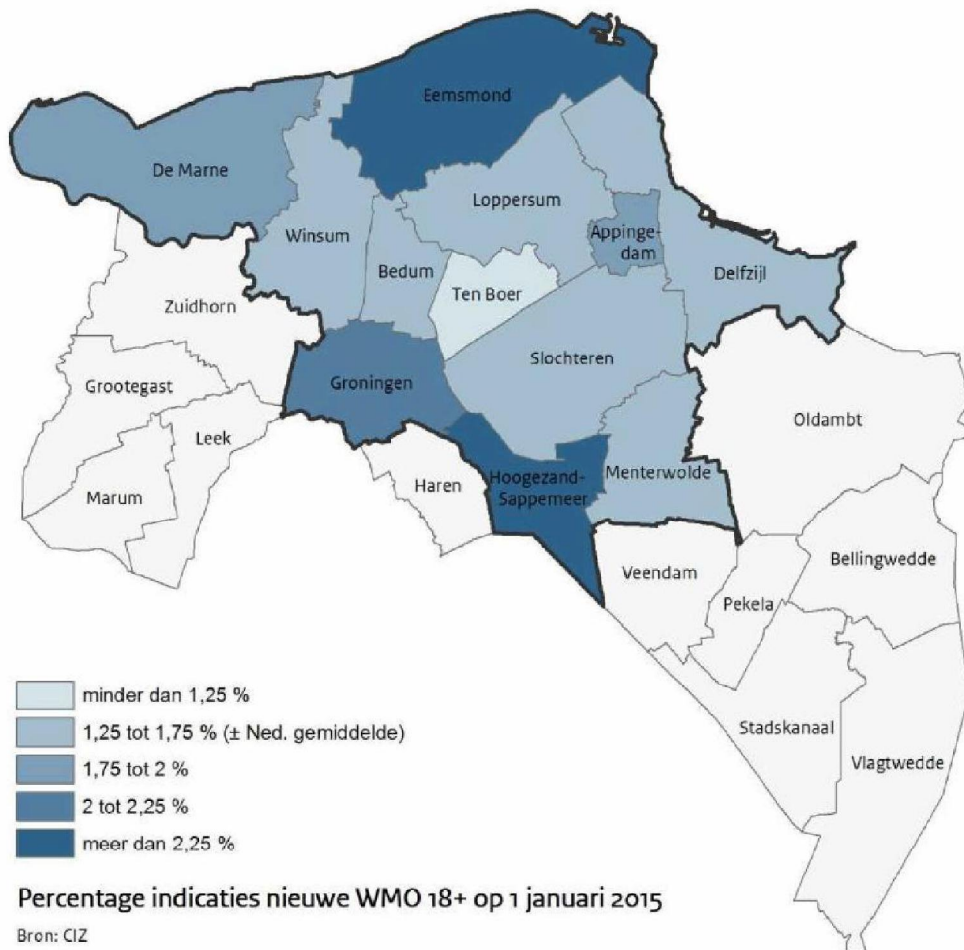 Eemsmond
De Marne
Loppersum
Winsum
Appinge-
dam
Bedum
Delfzijl
Ten Boer
Zuidhorn
Slochteren
Groningen
Grootegast
Oldambt
Leek
Hoogezand-
Sappemeer
Menterwolde
Haren
Marum
Veendam
Bellingwedde
Pekela
Stadskanaal
Vlagtwedde
minder dan 1,25 %
1,25 tot 1,75 % (± Ned. gemiddelde)
1,75 tot 2 %
2 tot 2,25 %
meer dan 2,25 %
Percentage indicaties nieuwe WMO 18+ op 1 januari 2015
Bron: CIZ